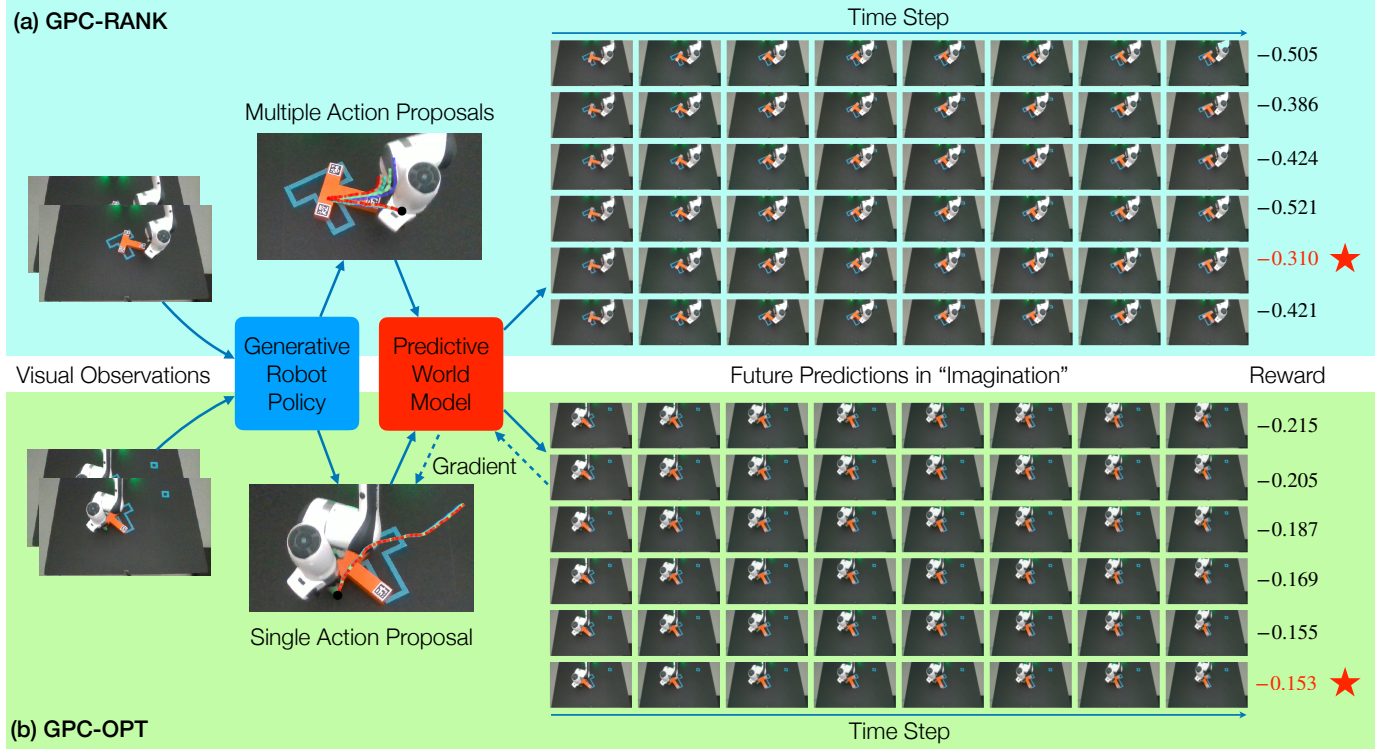 (a) GPC-RANK
Time Step
Multiple Action Proposals
−0.505
−0.386
−0.424
−0.521
−0.310
−0.421
Generative
Robot
Policy
Predictive
World
Model
Visual Observations
Future Predictions in “Imagination”
Reward
Gradient
−0.215
−0.205
−0.187
−0.169
−0.155
−0.153
Single Action Proposal
(b) GPC-OPT
Time Step